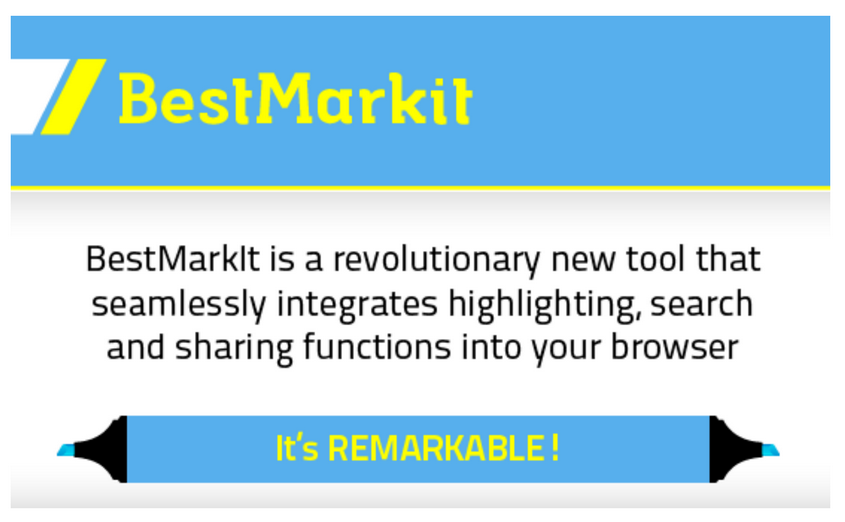 BestMarkit
BestMarkIt is a revolutionary new tool that
seamlessly integrates highlighting, search
and sharing functions into your browser
It's REMARKABLE!